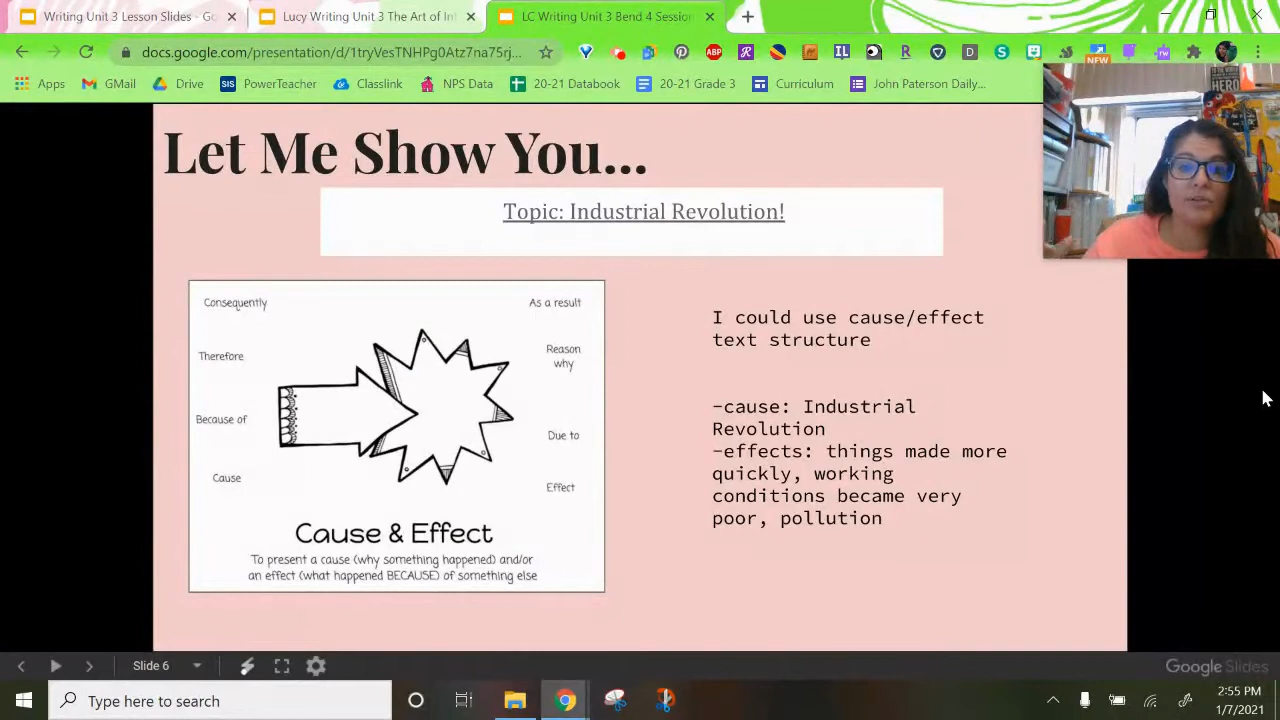 Writing Unit 3 Lesson Slides - Go
Lucy Writing Unit 3 The Art of Inf
LC Writing Unit 3 Bend 4 Session
docs.google.com/presentation/d/1tryVesTNHPg0Atz7na75rj...
ABP
IL
D
NEW
rw
Apps
GMail
Drive
SIS
PowerTeacher
Classlink
NPS Data
20-21 Databook
20-21 Grade 3
Curriculum
John Paterson Daily...
HERO
Let Me Show You...
Topic: Industrial Revolution!
Consequently
As a result
Therefore
Reason
why
Because of
Due to
Cause
Effect
Cause & Effect
To present a cause (why something happened) and/or
an effect (what happened BECAUSE) of something else
I could use cause/effect
text structure
-cause: Industrial
Revolution
-effects: things made more
quickly, working
conditions became very
poor, pollution
Slide 6
Google Slides
Type here to search
2:55 PM
1/7/2021